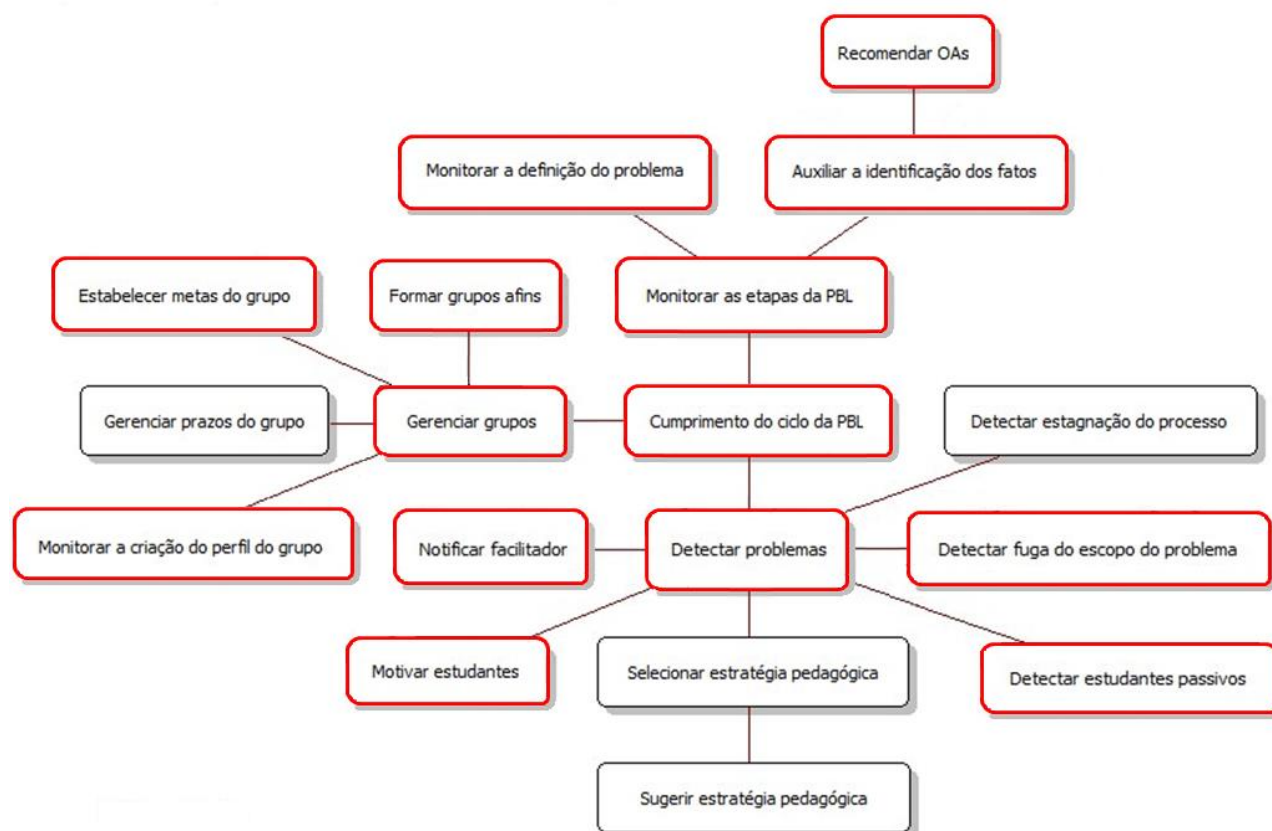 Recomendar OAs
Monitorar a definição do problema
Auxiliar a identificação dos fatos
Estabelecer metas do grupo
Formar grupos afins
Monitorar as etapas da PBL
Gerenciar prazos do grupo
Gerenciar grupos
Cumprimento do ciclo da PBL
Detectar estagnação do processo
Monitorar a criação do perfil do grupo
Notificar facilitador
Detectar problemas
Detectar fuga do escopo do problema
Motivar estudantes
Selecionar estratégia pedagógica
Detectar estudantes passivos
Sugerir estratégia pedagógica